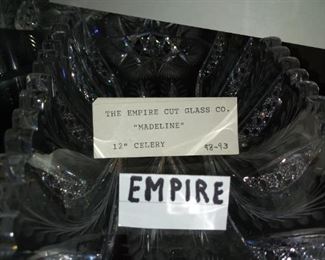 THE EMPIRE CUT GLASS CO.
"MADELINE"
12" CELERY 92-93
EMPIRE